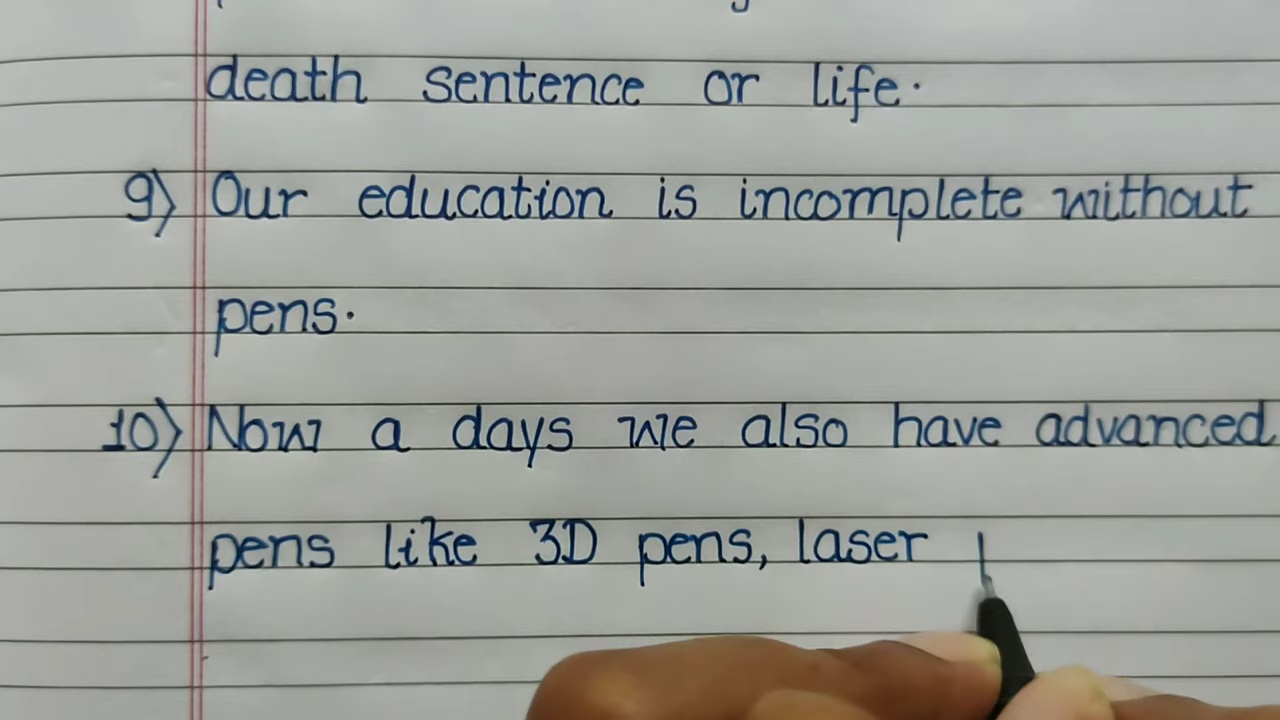 death sentence or life.
9) Our education is incomplete without
pens.
10) Now a days we also have advanced
pens like 3D pens, laser